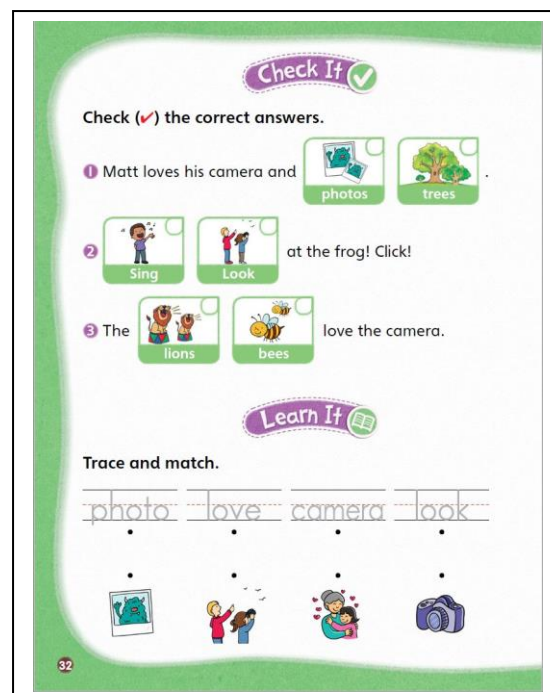 Check It
Check (✔) the correct answers.
1 Matt loves his camera and photos trees .
2 Sing Look at the frog! Click!
3 The lions bees love the camera.
Learn It
Trace and match.
photo love camera look
32